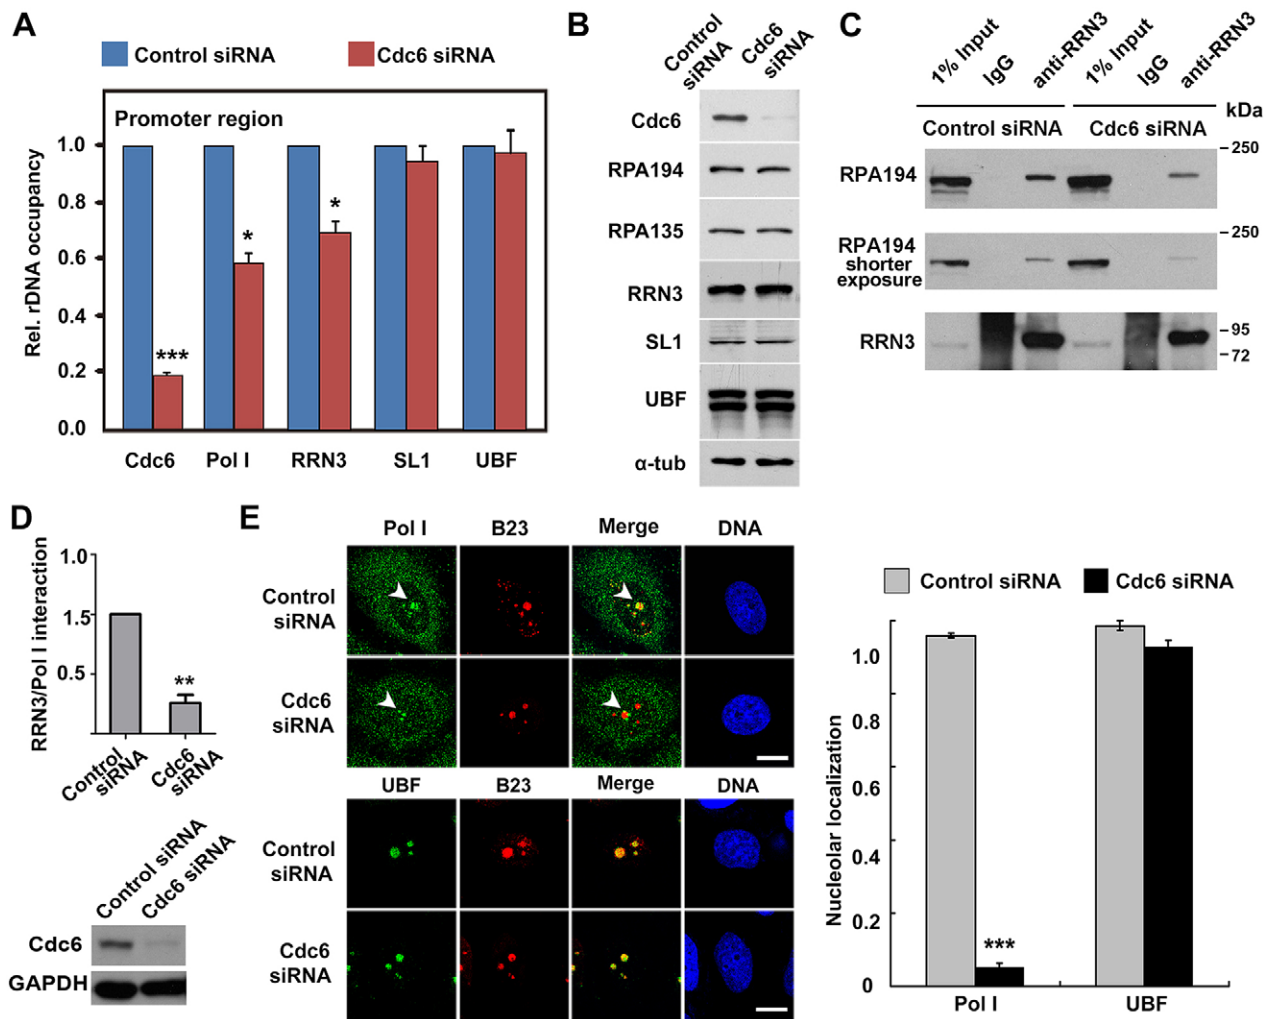 A
Control siRNA
Cdc6 siRNA
Promoter region
Rel. rDNA occupancy
1.0
0.8
0.6
0.4
0.2
0.0
***
*
*
Cdc6
Pol I
RRN3
SL1
UBF
B
Control
siRNA
Cdc6
siRNA
Cdc6
RPA194
RPA135
RRN3
SL1
UBF
α-tub
C
1% Input
IgG
anti-RRN3
1% Input
IgG
anti-RRN3
kDa
Control siRNA
Cdc6 siRNA
RPA194
250
RPA194
shorter
exposure
250
RRN3
95
72
D
RRN3/Pol I interaction
1.0
1.5
0.5
**
Control
siRNA
Cdc6
siRNA
Control siRNA
Cdc6 siRNA
Cdc6
GAPDH
E
Pol I
B23
Merge
DNA
Control
siRNA
Cdc6
siRNA
UBF
B23
Merge
DNA
Control
siRNA
Cdc6
siRNA
Control siRNA
Cdc6 siRNA
Nucleolar localization
1.0
0.8
0.6
0.4
0.2
0
***
Pol I
UBF